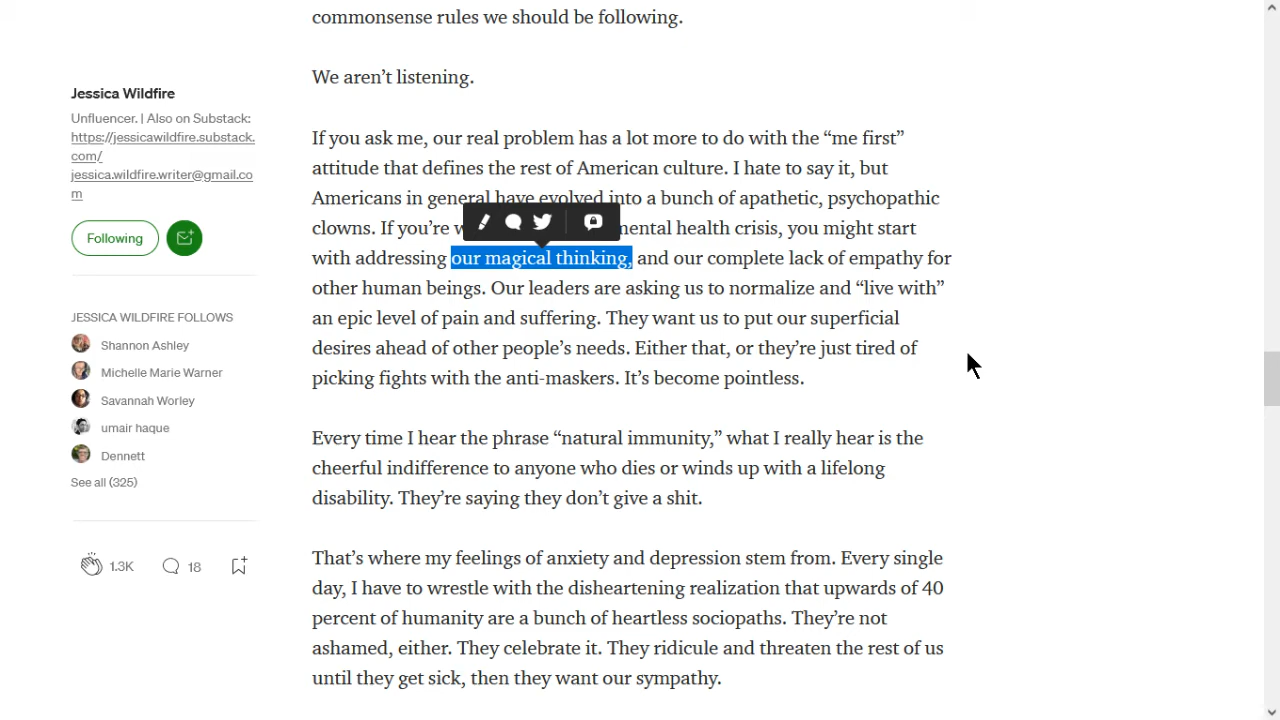 commonsense rules we should be following.
We aren’t listening.
Jessica Wildfire
Unfluencer. | Also on Substack:
https://jessicawildfire.substack.
com/
jessica.wildfire.writer@gmail.co
m
Following
JESSICA WILDFIRE FOLLOWS
Shannon Ashley
Michelle Marie Warner
Savannah Worley
umair haque
Dennett
See all (325)
1.3K
18
If you ask me, our real problem has a lot more to do with the “me first”
attitude that defines the rest of American culture. I hate to say it, but
Americans in general have evolved into a bunch of apathetic, psychopathic
clowns. If you’re mental health crisis, you might start
with addressing our magical thinking, and our complete lack of empathy for
other human beings. Our leaders are asking us to normalize and “live with”
an epic level of pain and suffering. They want us to put our superficial
desires ahead of other people’s needs. Either that, or they’re just tired of
picking fights with the anti-maskers. It’s become pointless.
Every time I hear the phrase “natural immunity,” what I really hear is the
cheerful indifference to anyone who dies or winds up with a lifelong
disability. They’re saying they don’t give a shit.
That’s where my feelings of anxiety and depression stem from. Every single
day, I have to wrestle with the disheartening realization that upwards of 40
percent of humanity are a bunch of heartless sociopaths. They’re not
ashamed, either. They celebrate it. They ridicule and threaten the rest of us
until they get sick, then they want our sympathy.